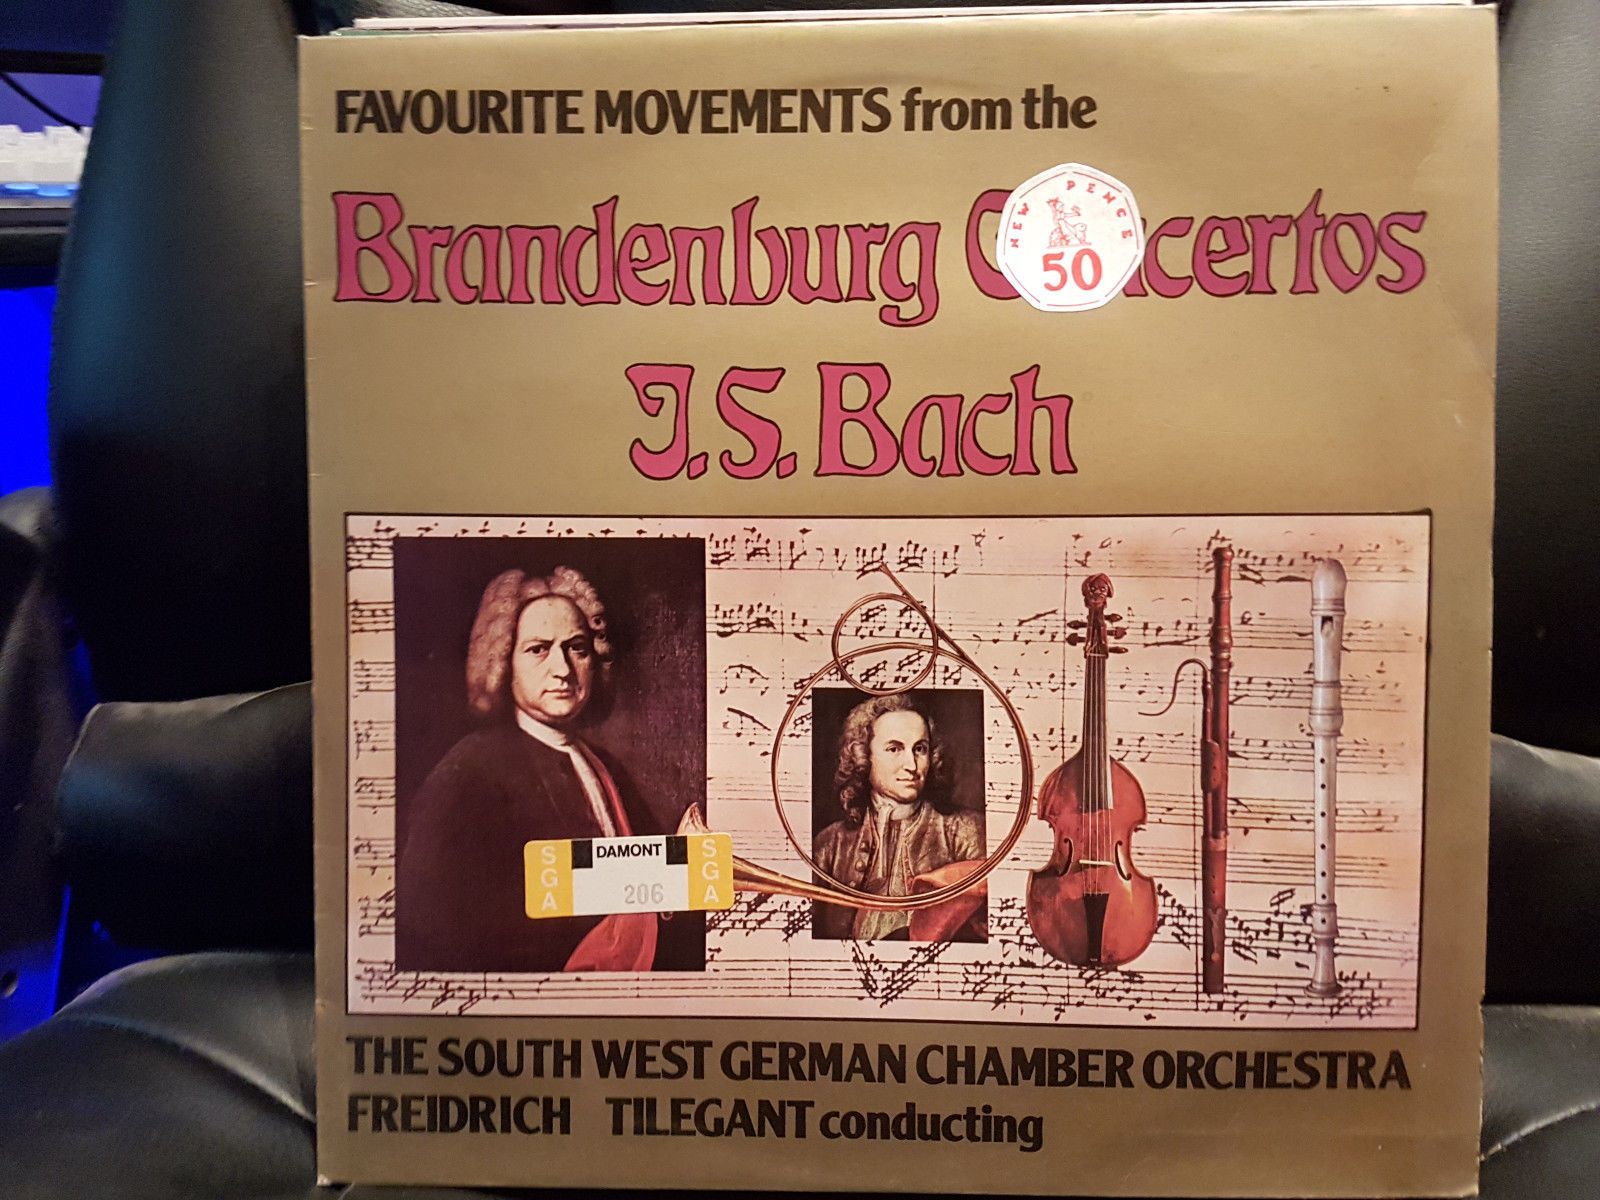 FAVOURITE MOVEMENTS from the
Brandenburg Concertos
NEW PENCE
50
J.S. Bach
SGA DAMONT SGA
206
THE SOUTH WEST GERMAN CHAMBER ORCHESTRA
FREIDRICH TILEGANT conducting